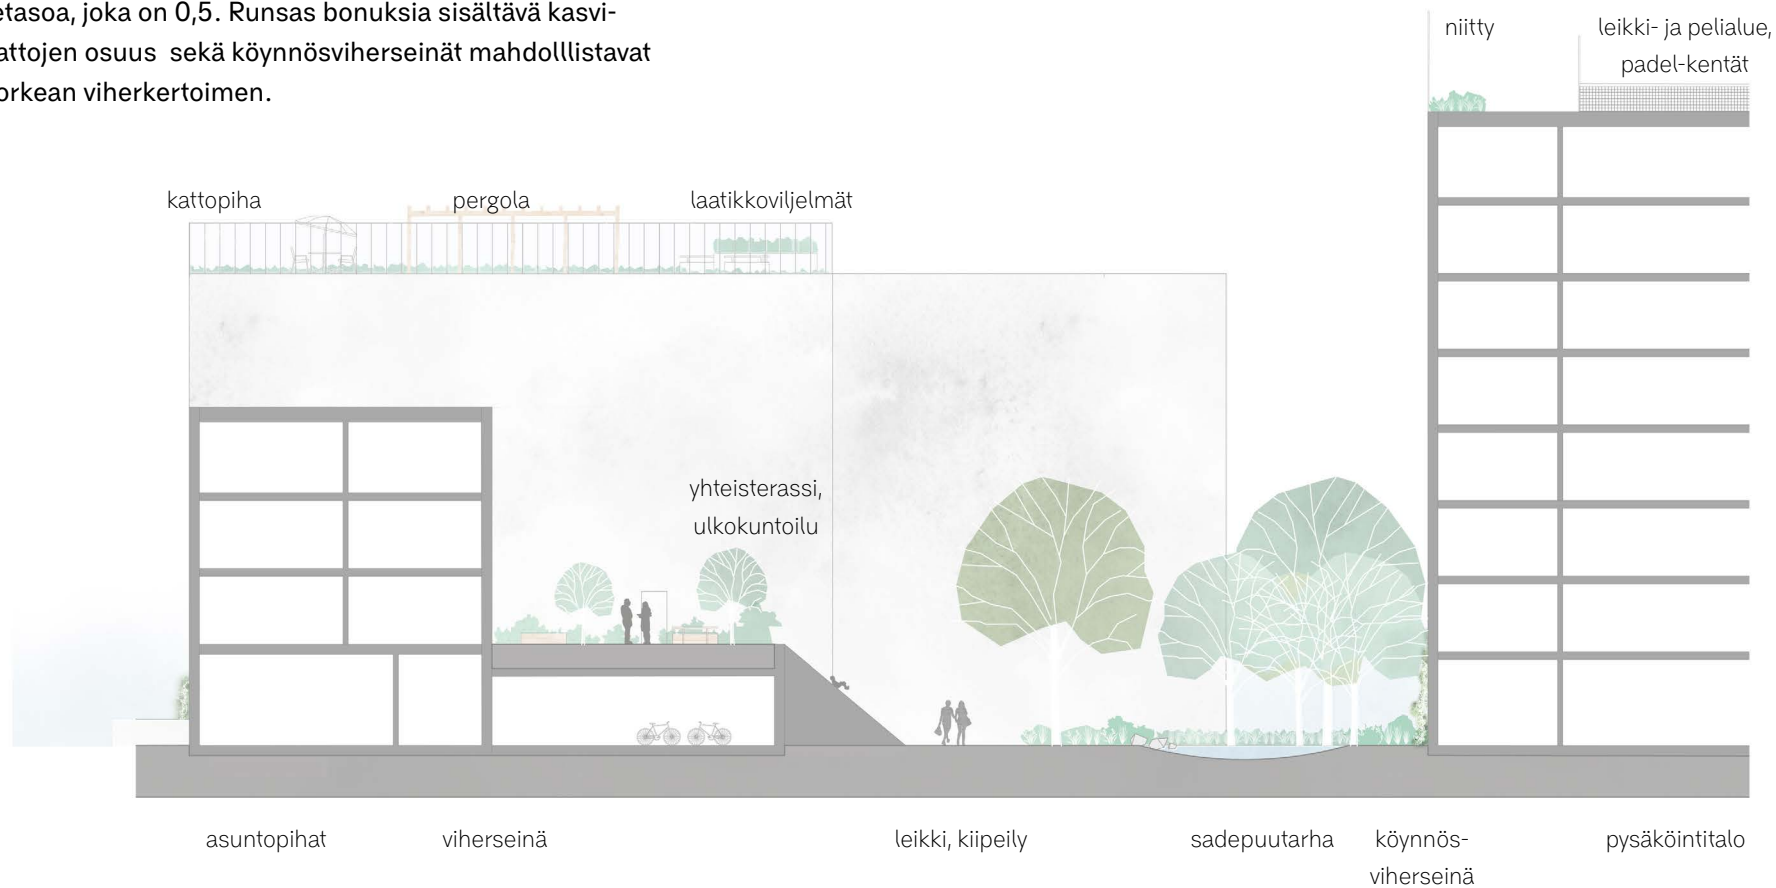 etasoa, joka on 0,5. Runsas bonuksia sisältävä kasvi-
attojen osuus sekä köynnösviherseinät mahdolllistavat
orkean viherkertoimen.
niitty
leikki- ja pelialue,
padel-kentät
kattopiha
pergola
laatikkoviljelmät
yhteisterassi,
ulkokuntoilu
asuntopihat
viherseinä
leikki, kiipeily
sadepuutarha
köynnös-
viherseinä
pysäköintitalo